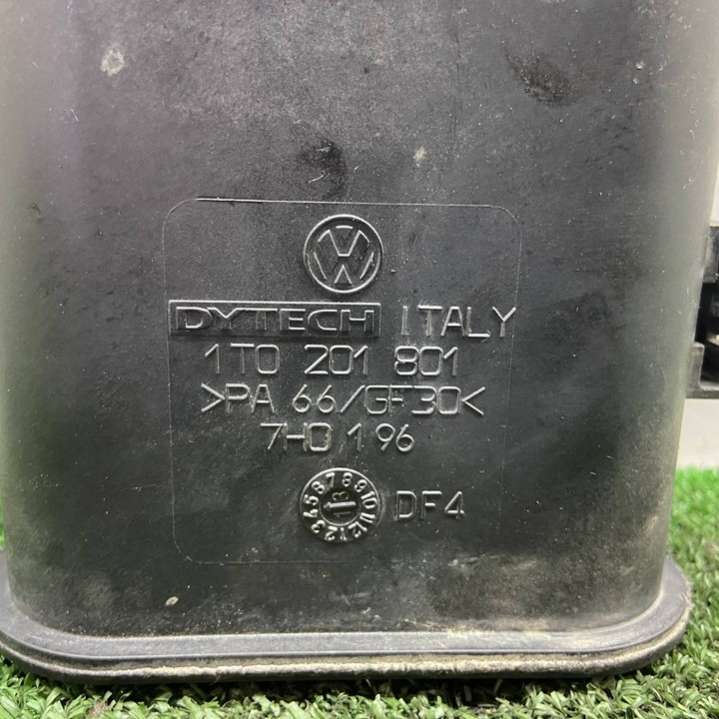 DYTECH ITALY
1T0 201 801
>PA 66/GF30<
7H0 196
DF4